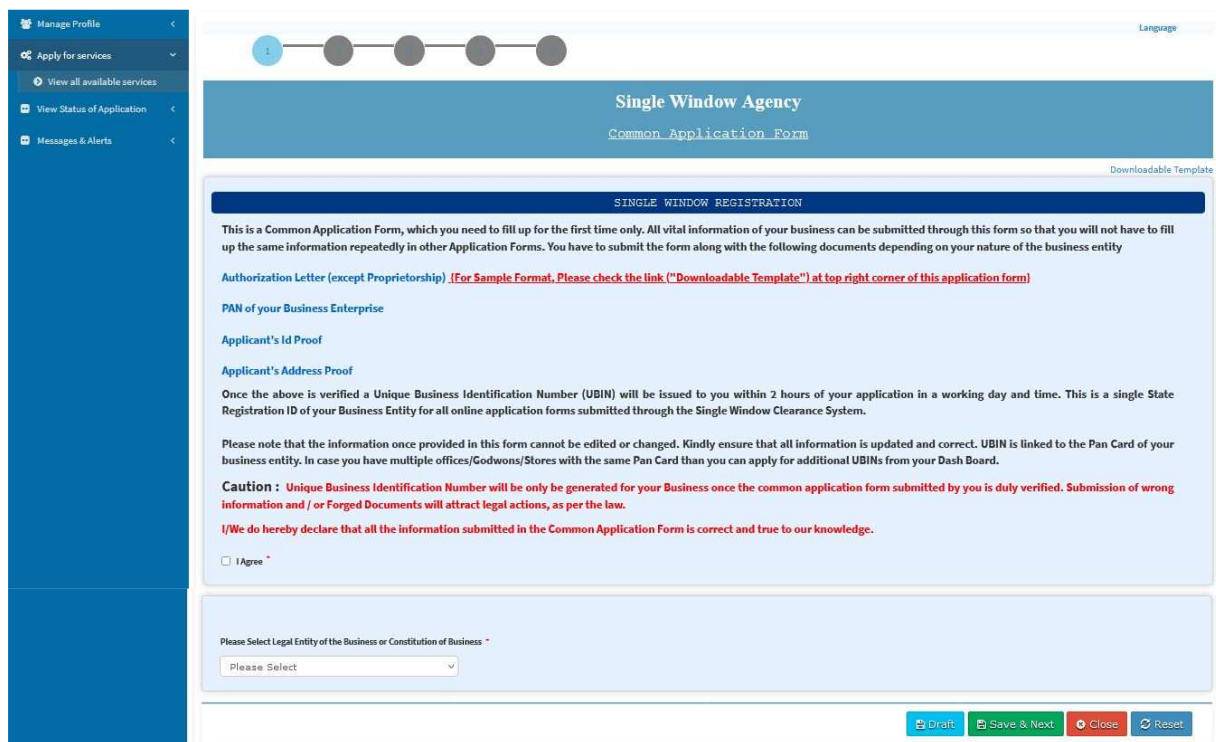 Manage Profile
Apply for services
View all available services
View Status of Application
Messages & Alerts
Language
1
Single Window Agency
Common Application Form
Downloadable Template
SINGLE WINDOW REGISTRATION
This is a Common Application Form, which you need to fill up for the first time only. All vital information of your business can be submitted through this form so that you will not have to fill
up the same information repeatedly in other Application Forms. You have to submit the form along with the following documents depending on your nature of the business entity
Authorization Letter (except Proprietorship) {For Sample Format, Please check the link ("Downloadable Template") at top right corner of this application form}
PAN of your Business Enterprise
Applicant's Id Proof
Applicant's Address Proof
Once the above is verified a Unique Business Identification Number (UBIN) will be issued to you within 2 hours of your application in a working day and time. This is a single State
Registration ID of your Business Entity for all online application forms submitted through the Single Window Clearance System.
Please note that the information once provided in this form cannot be edited or changed. Kindly ensure that all information is updated and correct. UBIN is linked to the Pan Card of your
business entity. In case you have multiple offices/Godwons/Stores with the same Pan Card than you can apply for additional UBINs from your Dash Board.
Caution : Unique Business Identification Number will be only be generated for your Business once the common application form submitted by you is duly verified. Submission of wrong
information and / or Forged Documents will attract legal actions, as per the law.
I/We do hereby declare that all the information submitted in the Common Application Form is correct and true to our knowledge.
I Agree *
Please Select Legal Entity of the Business or Constitution of Business *
Please Select
Draft Save & Next Close Reset